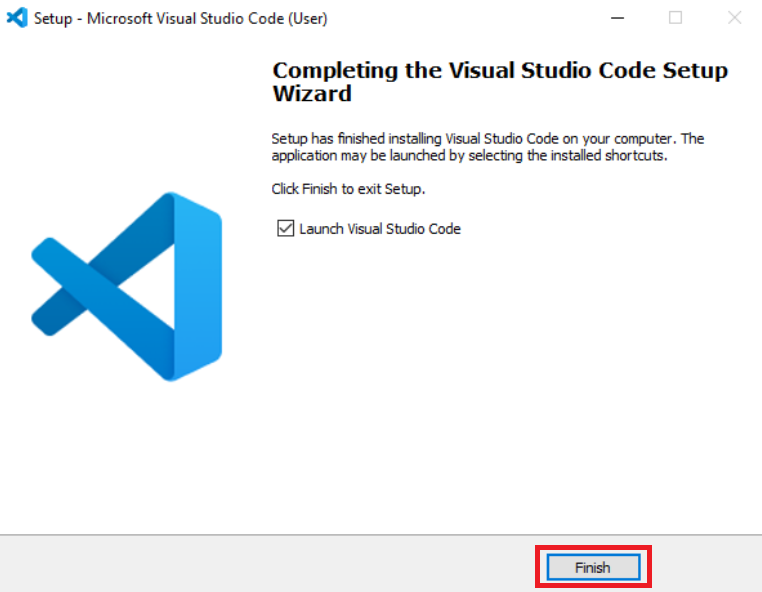 Setup - Microsoft Visual Studio Code (User)
Completing the Visual Studio Code Setup
Wizard
Setup has finished installing Visual Studio Code on your computer. The
application may be launched by selecting the installed shortcuts.
Click Finish to exit Setup.
Launch Visual Studio Code
Finish